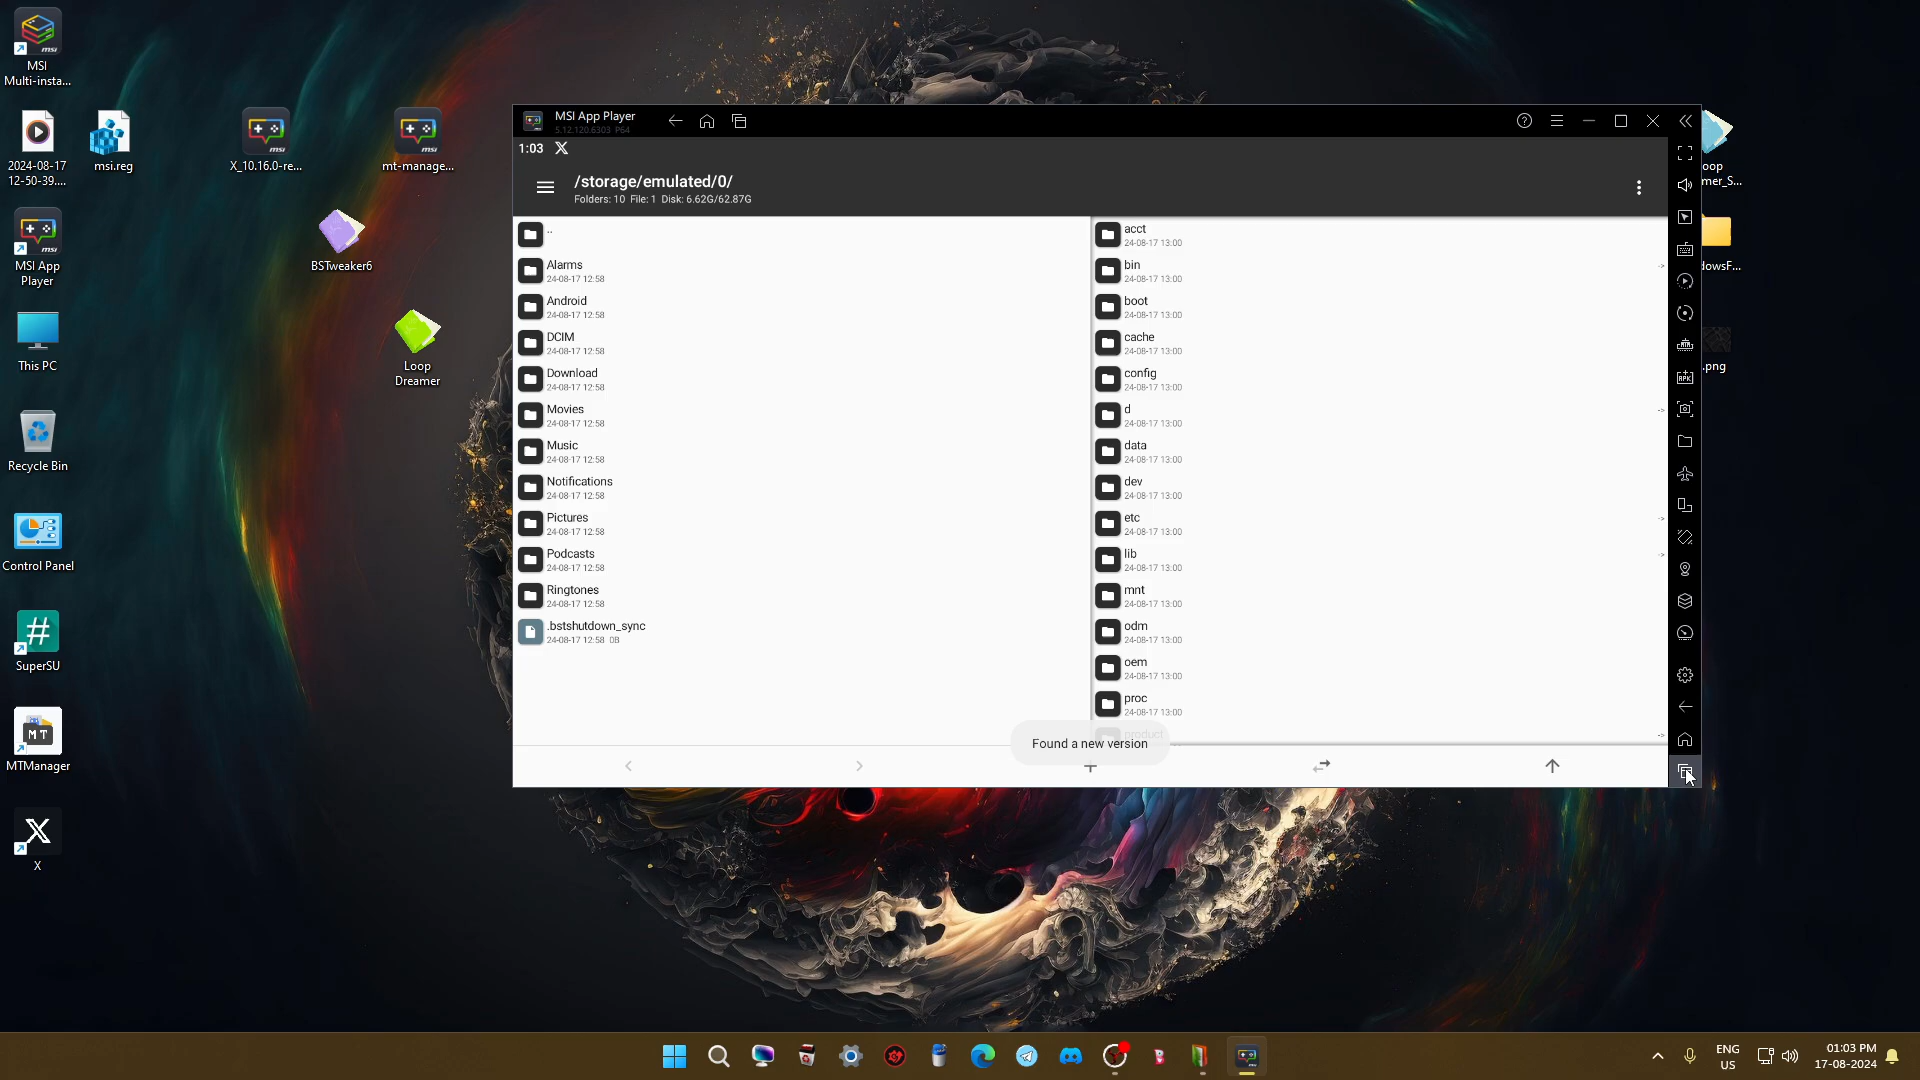 MSI
Multi-insta...
2024-08-17
12-50-39....
msi.reg
X_10.16.0-re...
mt-manage...
MSI App
Player
BSTweaker6
This PC
Loop
Dreamer
Recycle Bin
Control Panel
SuperSU
MTManager
X
MSI App Player
5.12.120.6303 P64
1:03
/storage/emulated/0/
Folders: 10 File: 1 Disk: 6.62G/62.87G
..
Alarms
24-08-17 12:58
Android
24-08-17 12:58
DCIM
24-08-17 12:58
Download
24-08-17 12:58
Movies
24-08-17 12:58
Music
24-08-17 12:58
Notifications
24-08-17 12:58
Pictures
24-08-17 12:58
Podcasts
24-08-17 12:58
Ringtones
24-08-17 12:58
.bstshutdown_sync
24-08-17 12:58 0B
acct
24-08-17 13:00
bin
24-08-17 13:00
->
boot
24-08-17 13:00
cache
24-08-17 13:00
config
24-08-17 13:00
d
24-08-17 13:00
->
data
24-08-17 13:00
dev
24-08-17 13:00
etc
24-08-17 13:00
->
lib
24-08-17 13:00
->
mnt
24-08-17 13:00
odm
24-08-17 13:00
oem
24-08-17 13:00
proc
24-08-17 13:00
product
->
Found a new version
oop
mer_S...
dowsF...
.png
ENG
US
01:03 PM
17-08-2024